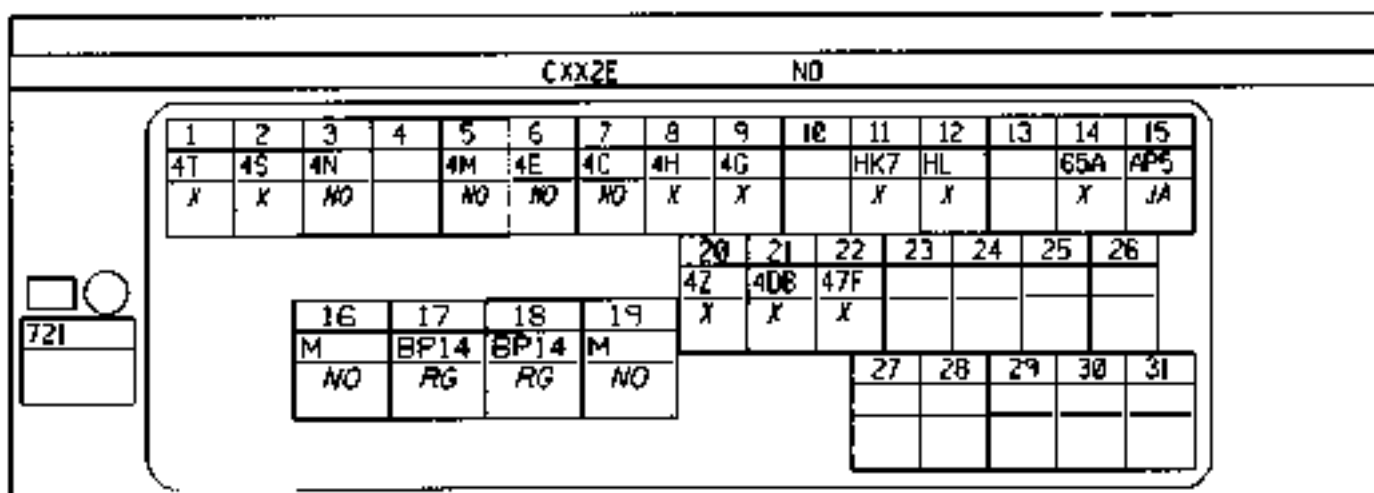 CXX2E NO
1 2 3 4 5 6 7 8 9 10 11 12 13 14 15
4T 4S 4N 4M 4E 4C 4H 4G HK7 HL 65A AP5
X X NO NO NO NO X X X X X JA
20 21 22 23 24 25 26
4Z 4DB 47F
X X X
16 17 18 19
M BP14 BP14 M
NO RG RG NO
721
27 28 29 30 31